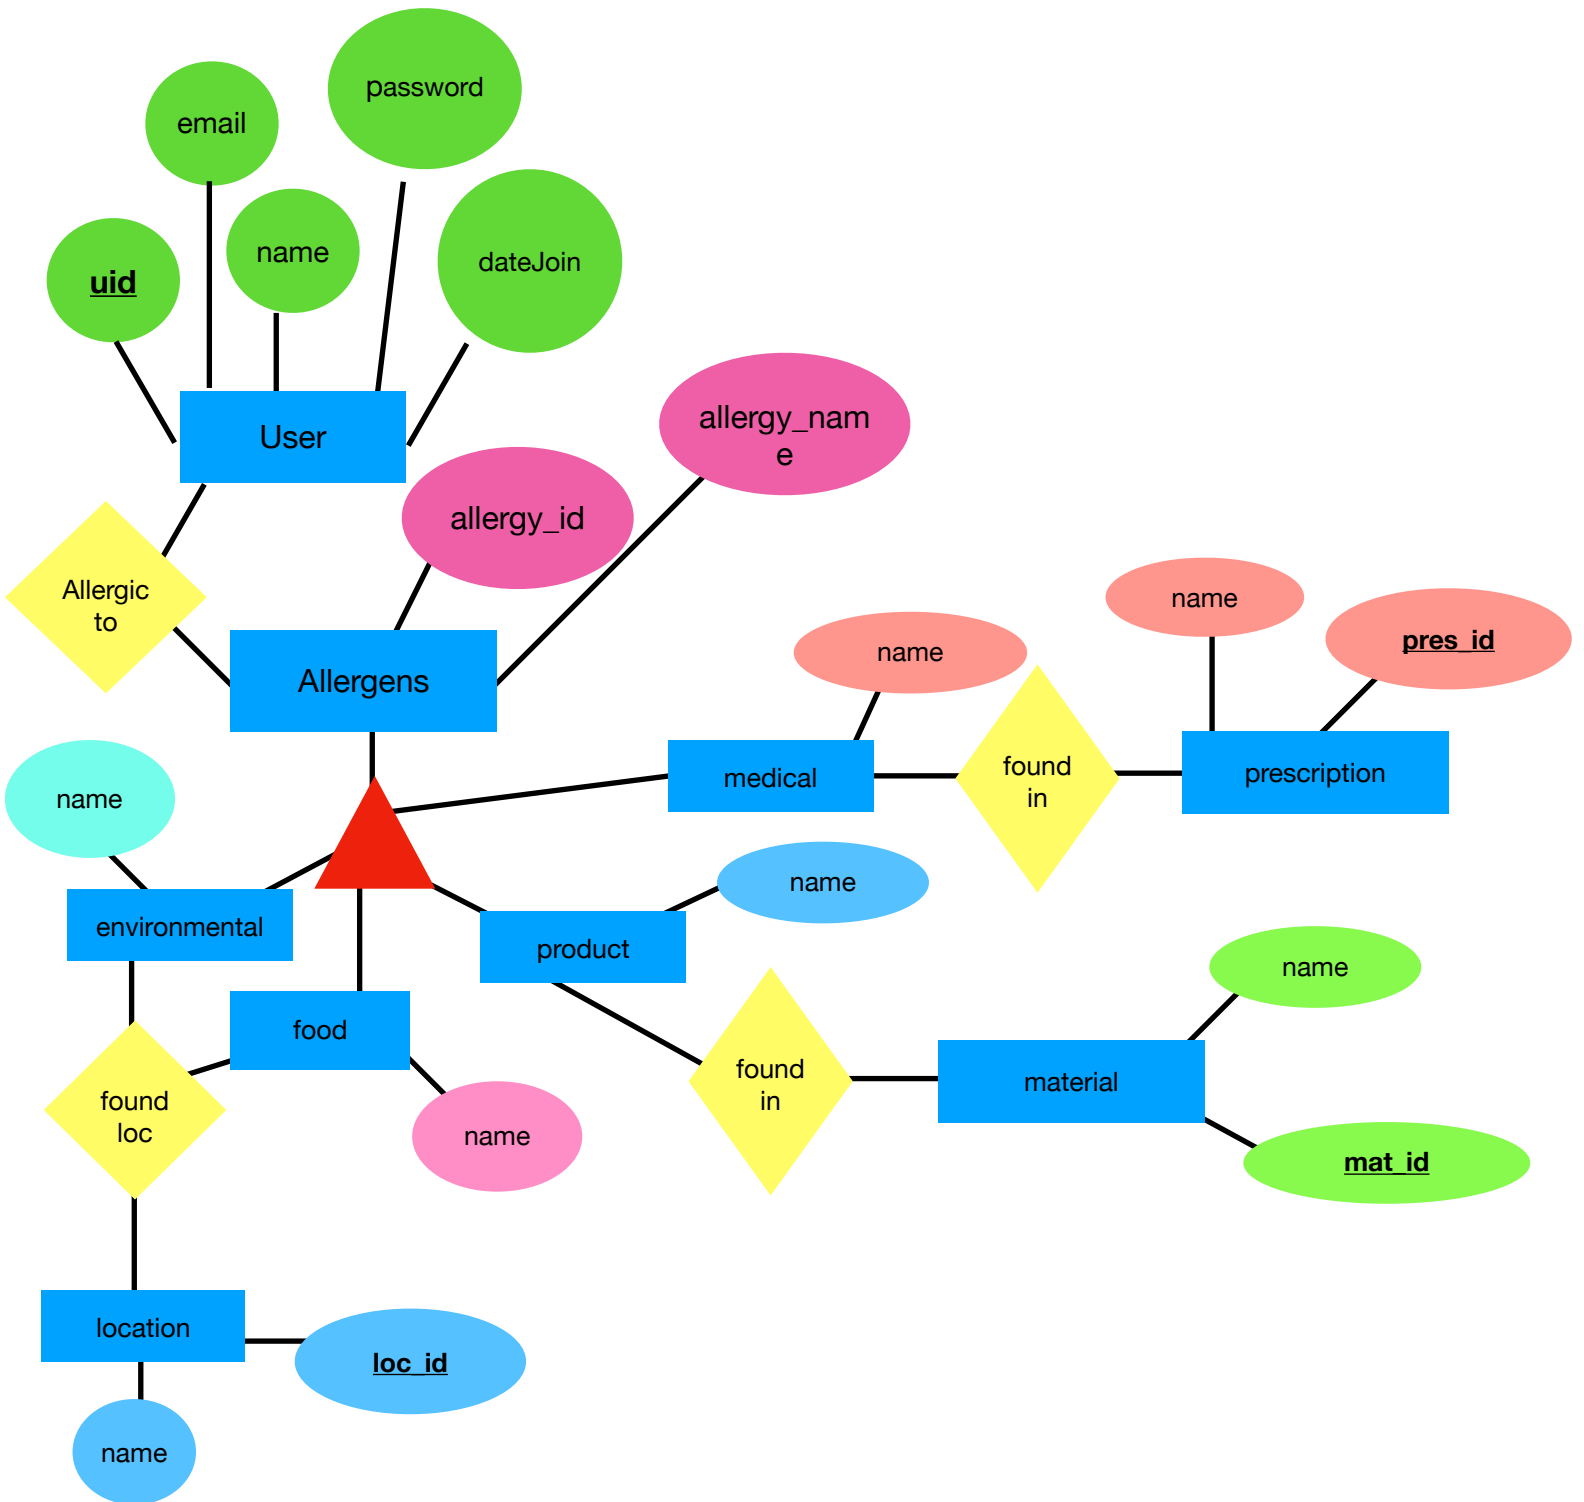 password
email
name
dateJoin
uid
User
allergy_nam
e
allergy_id
Allergic
to
name
pres_id
name
Allergens
found
in
prescription
medical
name
name
environmental
product
name
food
found
in
material
found
loc
name
mat_id
location
loc_id
name